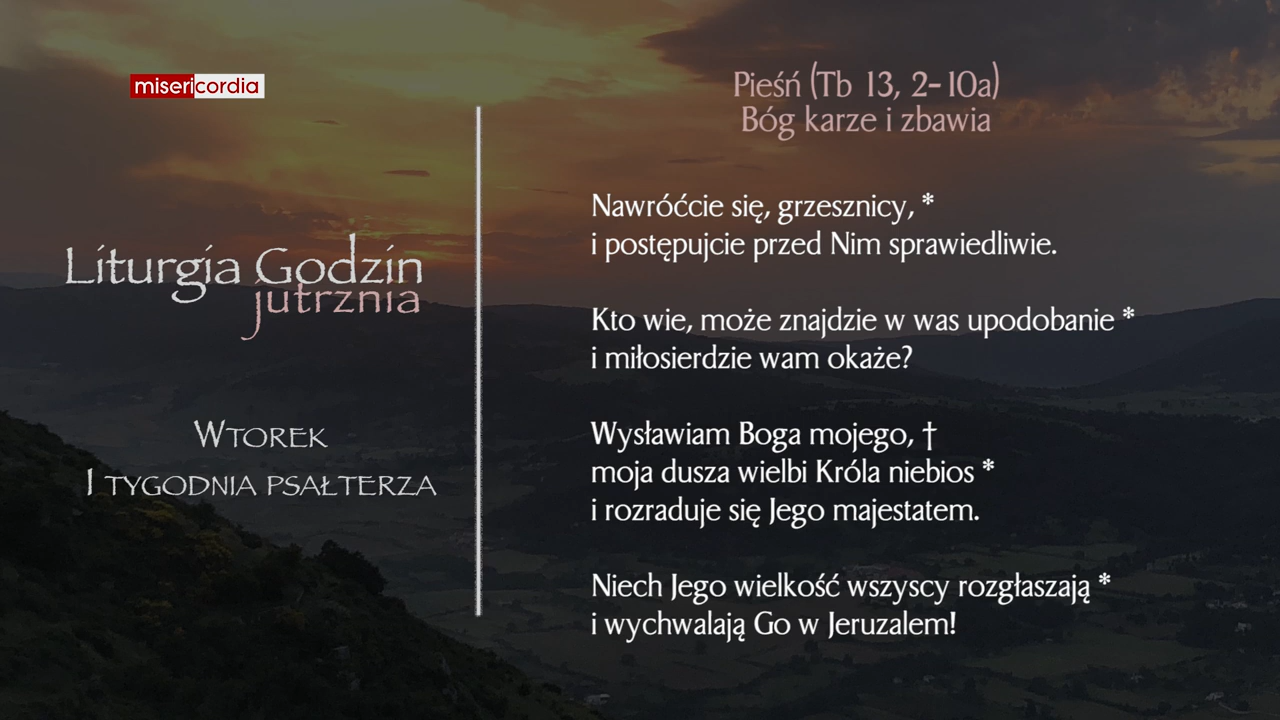 misericordia
Liturgia Godzin
jutrznia
Wtorek
I tygodnia psałterza
Pieśń (Tb 13, 2-10a)
Bóg karze i zbawia
Nawróćcie się, grzesznicy, *
i postępujcie przed Nim sprawiedliwie.
Kto wie, może znajdzie w was upodobanie *
i miłosierdzie wam okaże?
Wysławiam Boga mojego, †
moja dusza wielbi Króla niebios *
i rozraduje się Jego majestatem.
Niech Jego wielkość wszyscy rozgłaszają *
i wychwalają Go w Jeruzalem!